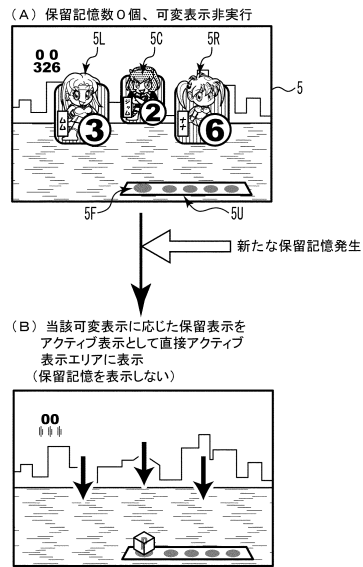 (A)保留記憶数0個、可変表示非実行
5L
5C
5R
00
326
5
3
2
6
5F
5U
新たな保留記憶発生
(B)当該可変表示に応じた保留表示を
アクティブ表示として直接アクティブ
表示エリアに表示
(保留記憶を表示しない)
00